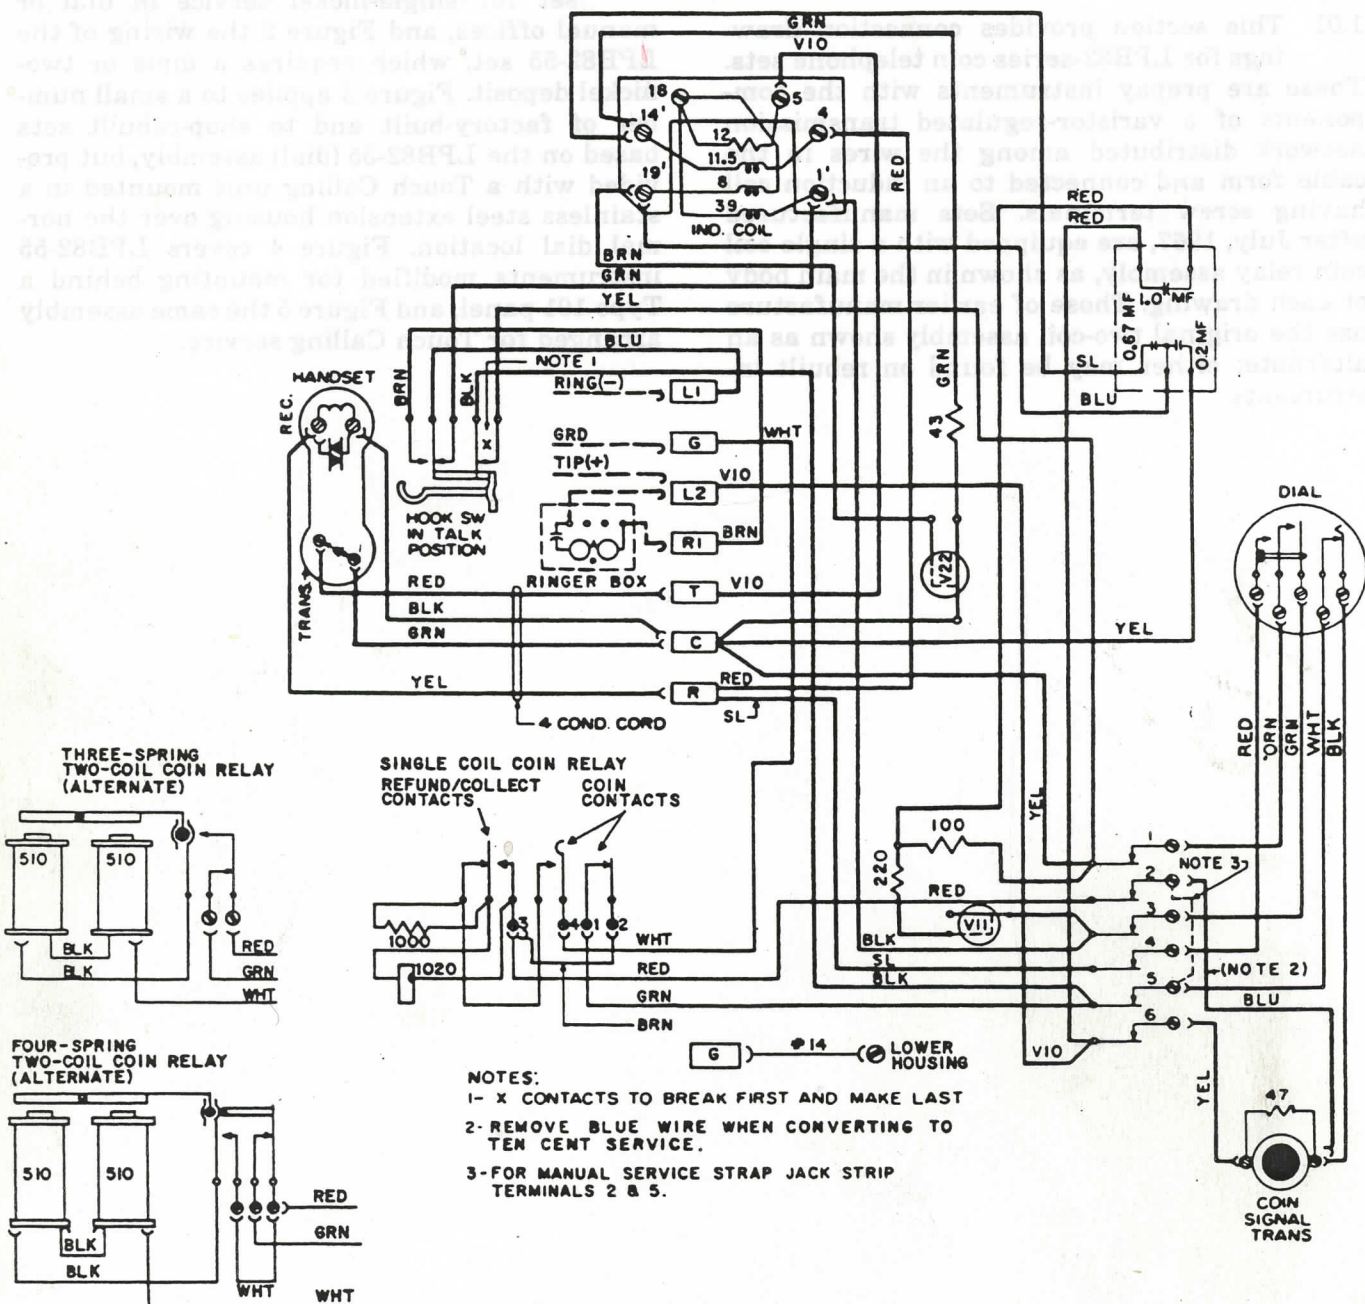 GRN
VIO
18
5
14
12
11.5
RED
19
8
1
39
IND. COIL
RED
RED
BRN
GRN
YEL
1.0 MF
0.67 MF
0.2 MF
BLU
NOTE 1
SL
BLU
HANDSET
REC.
BRN
BLK
X
RING(-)
L1
GRN
43
GRD
G
WHT
TIP(+)
L2
VIO
DIAL
HOOK SW
IN TALK
POSITION
R1
BRN
RINGER BOX
V22
TRANS.
RED
T
VIO
BLK
GRN
C
YEL
YEL
R
RED
SL
4 COND. CORD
RED
ORN
GRN
WHT
BLK
THREE-SPRING
TWO-COIL COIN RELAY
(ALTERNATE)
510
510
BLK
BLK
RED
GRN
WHT
SINGLE COIL COIN RELAY
REFUND/COLLECT
CONTACTS
COIN
CONTACTS
1000
1020
3
4
1
2
WHT
RED
GRN
BRN
YEL
100
220
RED
V11
BLK
SL
BLK
VIO
1
NOTE 3
2
3
4
5
6
(NOTE 2)
BLU
YEL
47
COIN
SIGNAL
TRANS
G
# 14
LOWER
HOUSING
FOUR-SPRING
TWO-COIL COIN RELAY
(ALTERNATE)
510
510
BLK
BLK
RED
GRN
WHT
WHT
NOTES:
1- X CONTACTS TO BREAK FIRST AND MAKE LAST
2- REMOVE BLUE WIRE WHEN CONVERTING TO
TEN CENT SERVICE.
3-FOR MANUAL SERVICE STRAP JACK STRIP
TERMINALS 2 & 5.